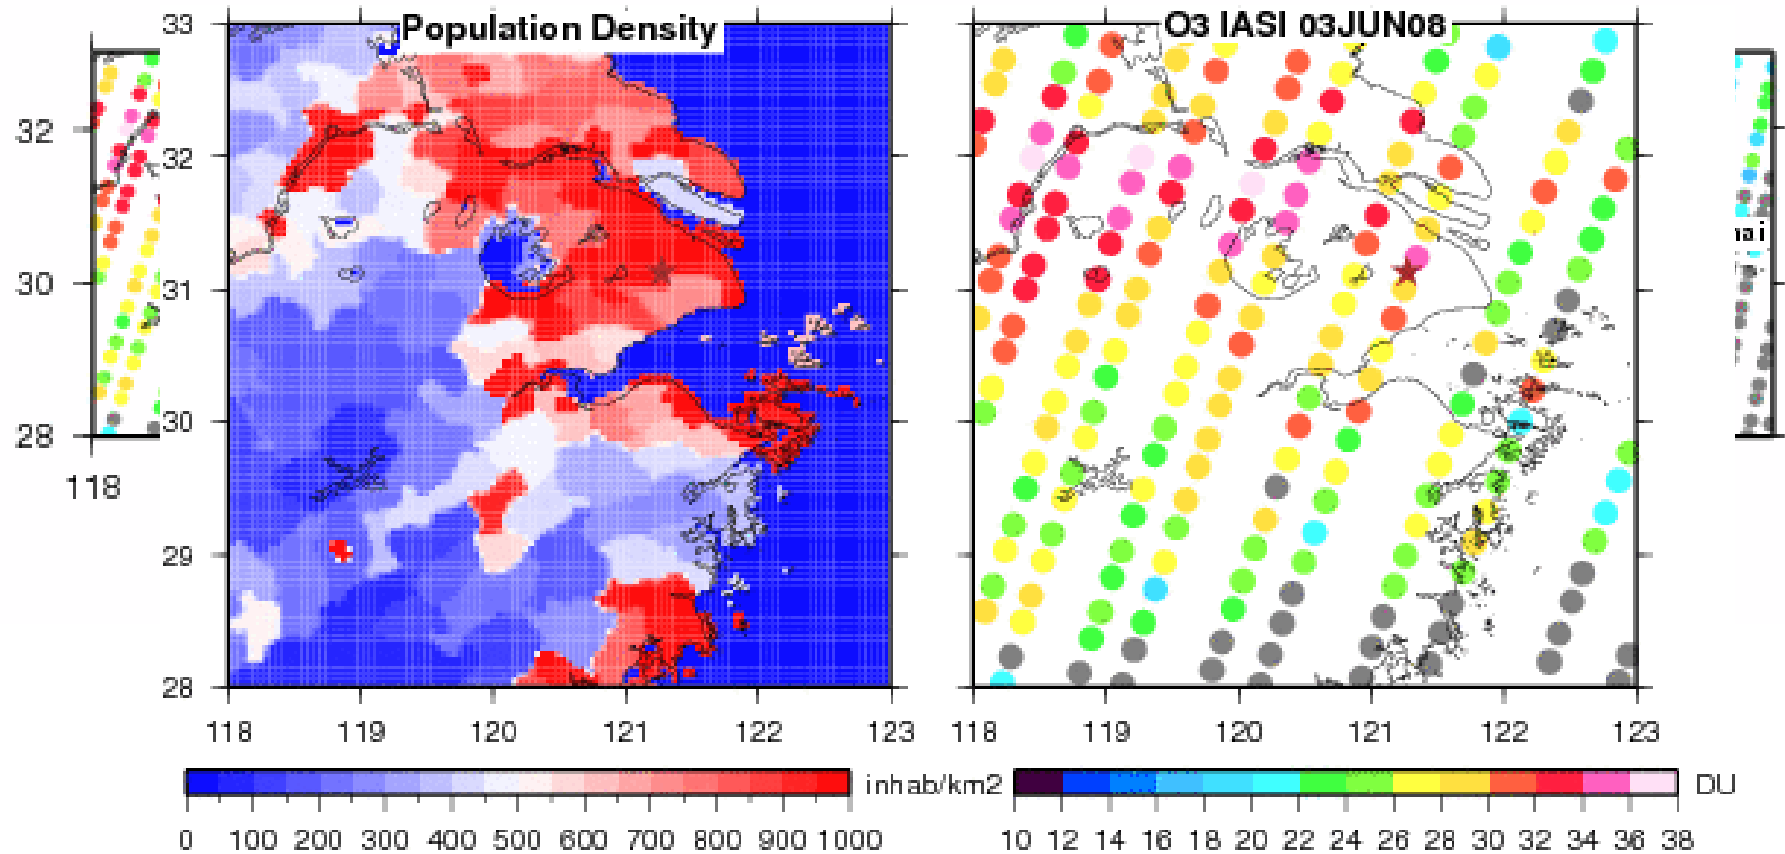 Population Density
O3 IASI 03JUN08
33
32
31
30
29
28
118 119 120 121 122 123
118 119 120 121 122 123
32
30
28
118
nai
inhab/km2
0 100 200 300 400 500 600 700 800 900 1000
DU
10 12 14 16 18 20 22 24 26 28 30 32 34 36 38